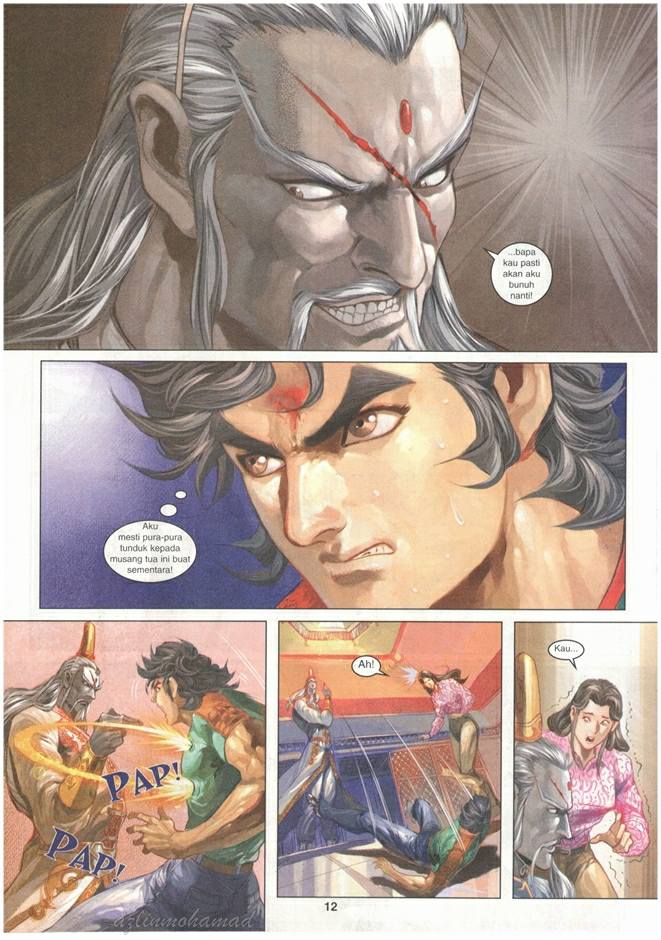 ...bapa
kau pasti
akan aku
bunuh
nanti!
Aku
mesti pura-pura
tunduk kepada
musang tua ini buat
sementara!
PAP!
PAP!
Ah!
Kau...
12
azlinmohamad